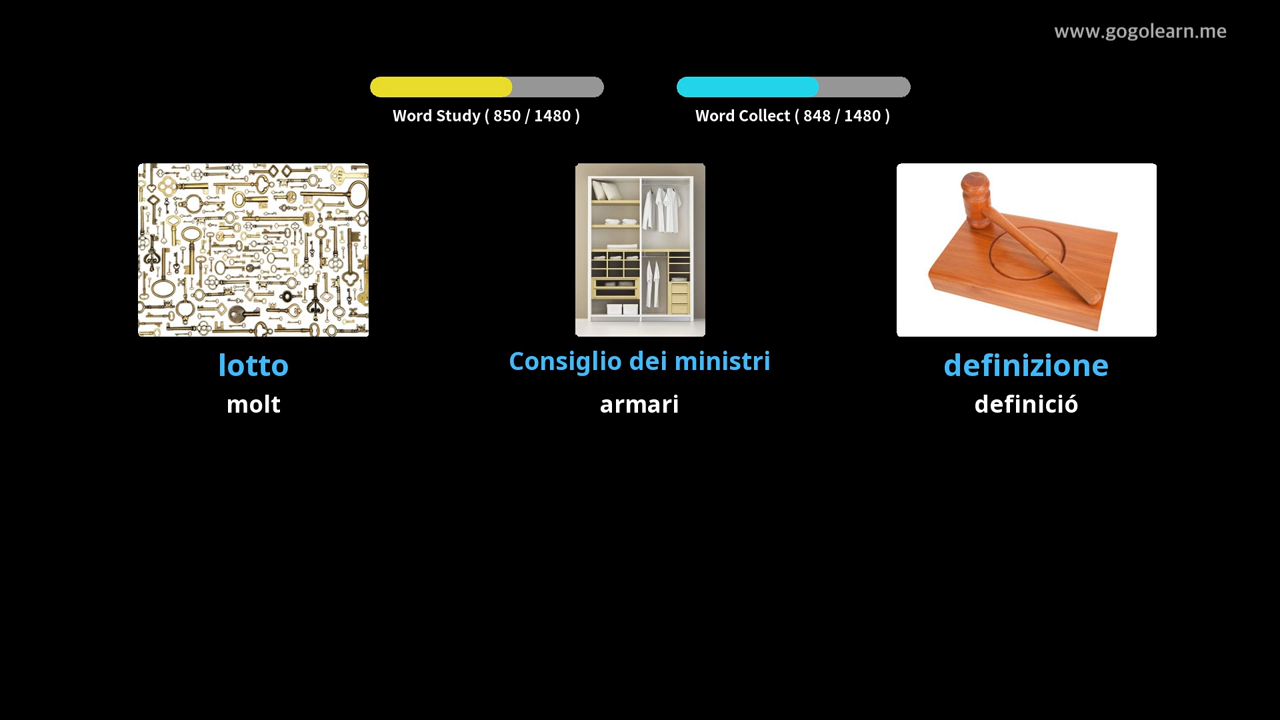 www.gogolearn.me
Word Study ( 850 / 1480 )
Word Collect ( 848 / 1480 )
lotto
Consiglio dei ministri
definizione
molt
armari
definició